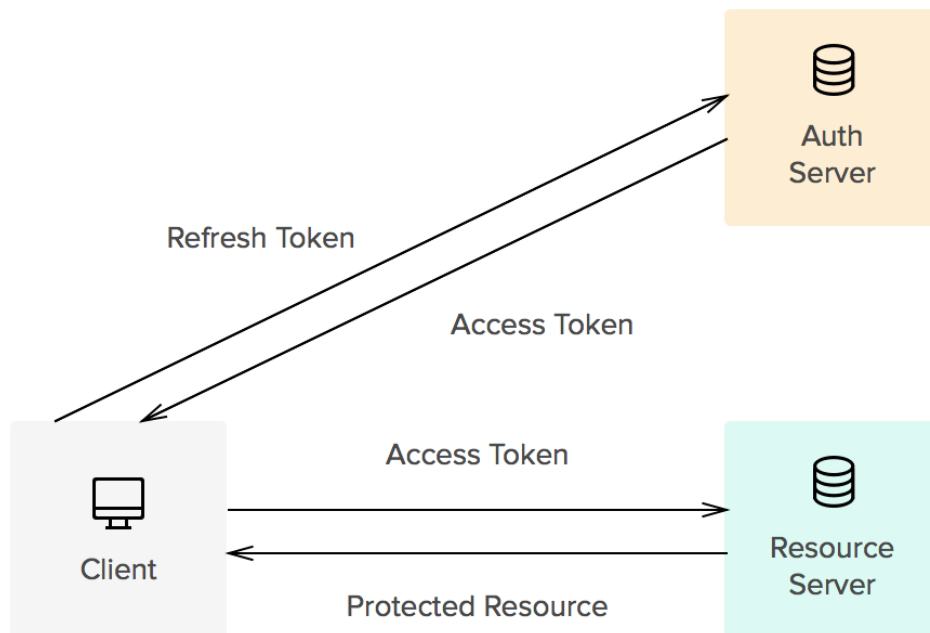 Auth
Server
Refresh Token
Access Token
Access Token
Client
Resource
Server
Protected Resource